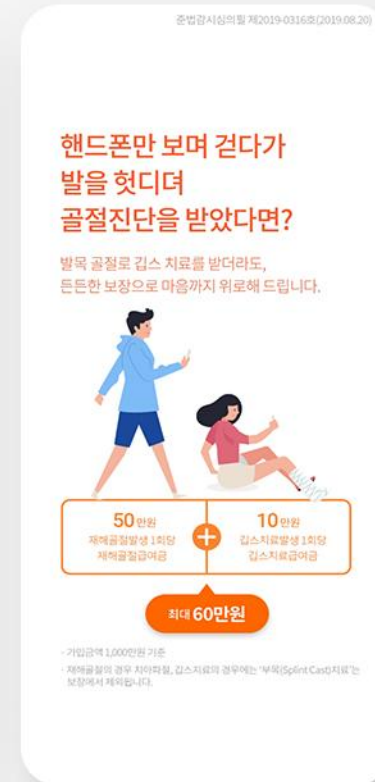 준법감시심의필 제2019-0316호(2019.08.20)
핸드폰만 보며 걷다가
발을 헛디뎌
골절진단을 받았다면?
발목 골절로 깁스 치료를 받더라도,
든든한 보장으로 마음까지 위로해 드립니다.
50만원
재해골절발생 1회당
재해골절급여금
+
10만원
깁스치료발생 1회당
깁스치료급여금
최대 60만원
· 가입금액 1,000만원 기준
· 재해골절의 경우 치아파절, 깁스치료의 경우에는 '부목(Splint Cast)치료'는
보장에서 제외됩니다.